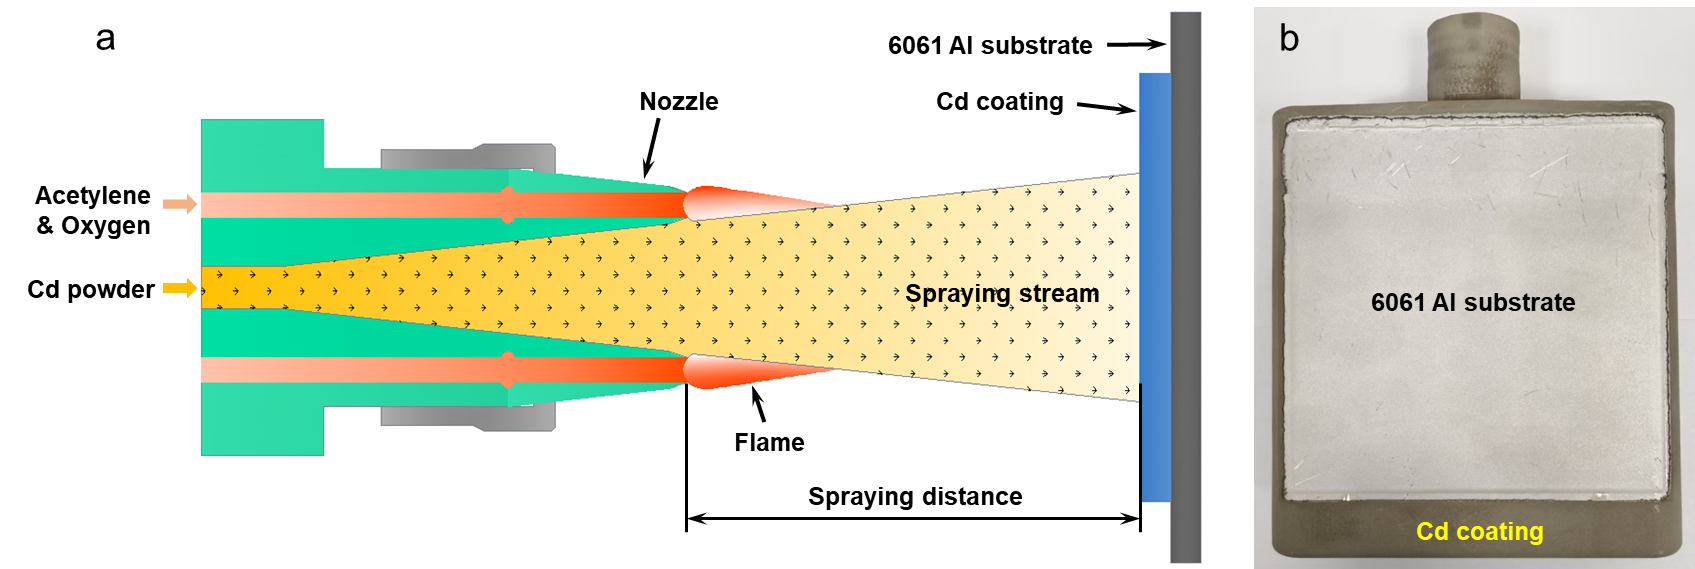 a
6061 Al substrate
Cd coating
Nozzle
Acetylene
& Oxygen
Cd powder
Spraying stream
Flame
Spraying distance
b
6061 Al substrate
Cd coating